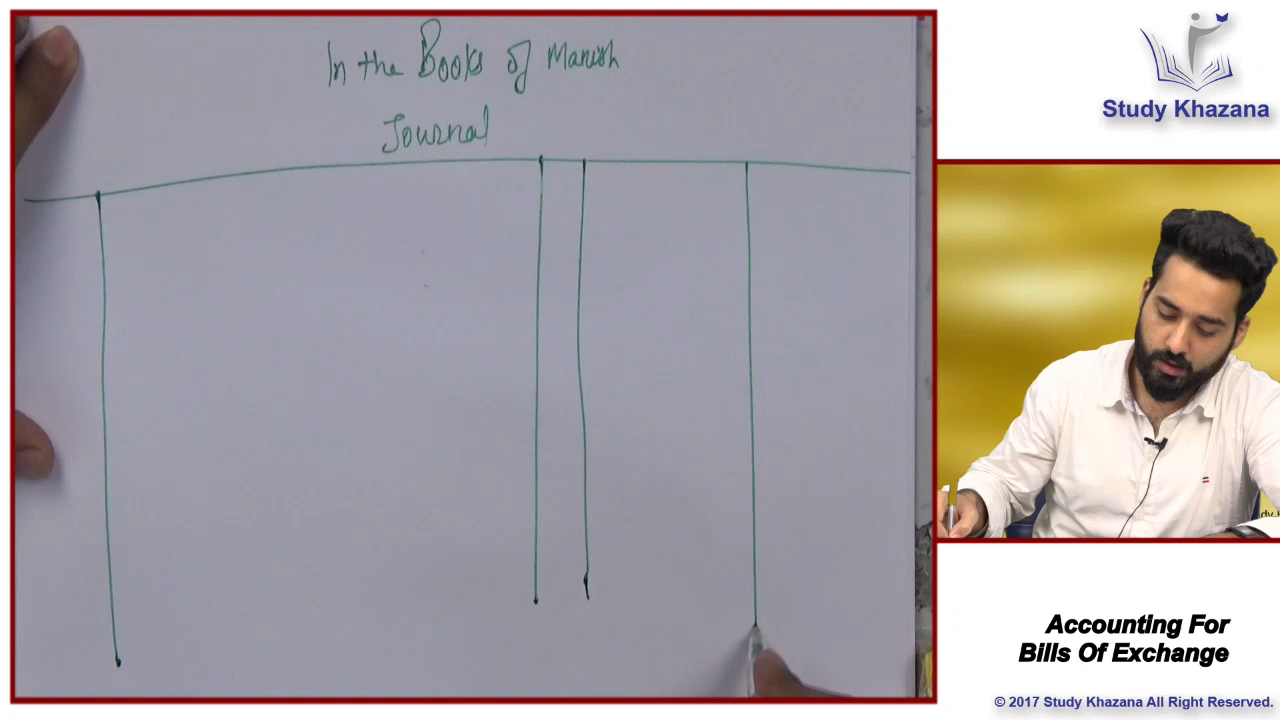 In the Books of Manish
Journal
Study Khazana
Accounting For
Bills Of Exchange
© 2017 Study Khazana All Right Reserved.